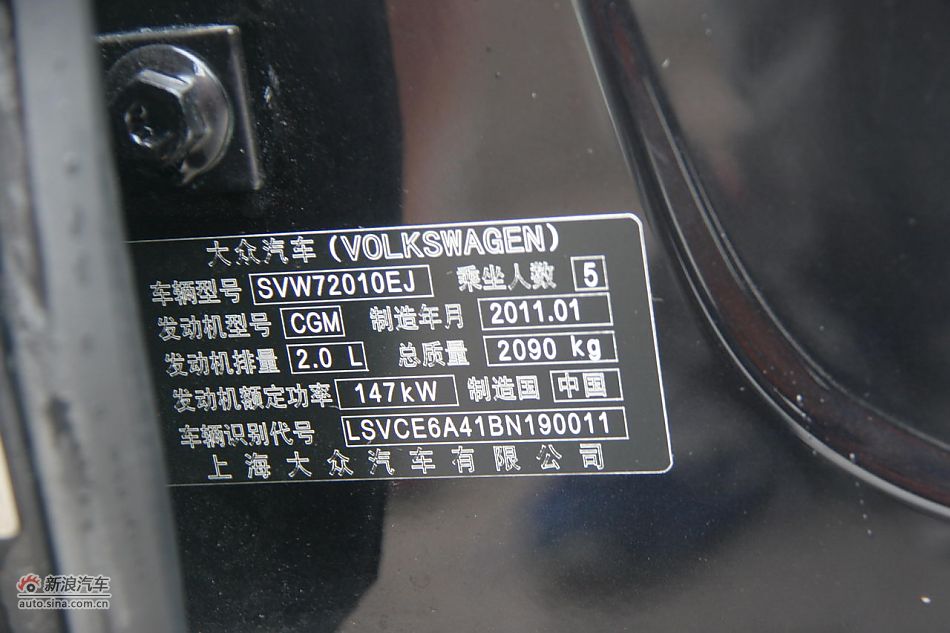 大众汽车(VOLKSWAGEN)
车辆型号 SVW72010EJ 乘坐人数 5
发动机型号 CGM 制造年月 2011.01
发动机排量 2.0 L 总质量 2090 kg
发动机额定功率 147kW 制造国 中国
车辆识别代号 LSVCE6A41BN190011
上海大众汽车有限公司
新浪汽车
auto.sina.com.cn